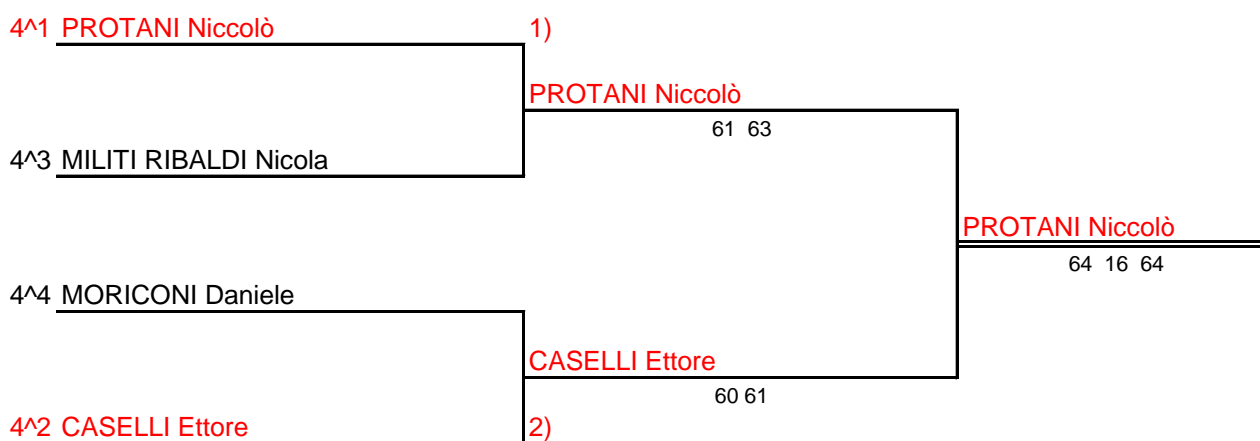 4^1 PROTANI Niccolò 1)
PROTANI Niccolò
61 63
4^3 MILITI RIBALDI Nicola
PROTANI Niccolò
64 16 64
4^4 MORICONI Daniele
CASELLI Ettore
60 61
4^2 CASELLI Ettore 2)